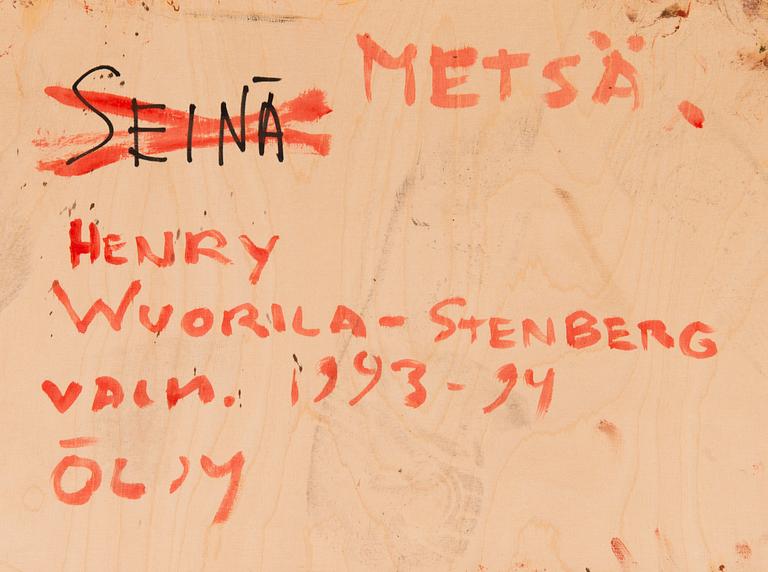 SEINÄ METSÄ
HENRY
WUORILA-STENBERG
VALM. 1993-94
ÖLJY